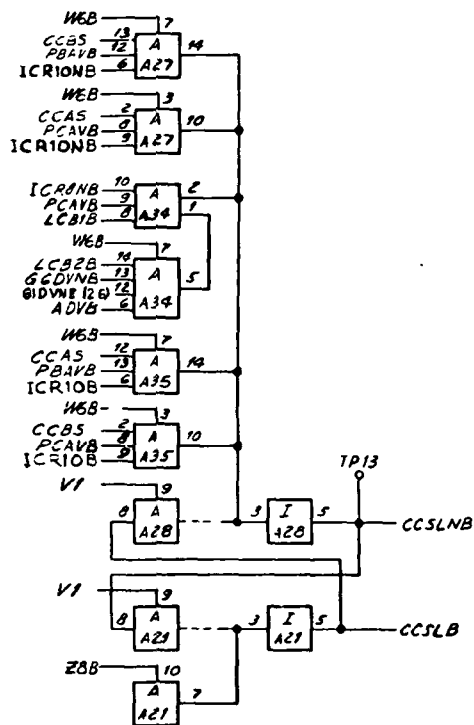 W6B 7
CCBS 13 A 14
PBAVB 12
ICR10NB 6 A27
W6B 3
CCAS 2 A 10
PCAVB 8
ICR10NB 9 A27
ICR8NB 10 A 2
PCAVB 9 1
LCB1B 8 A34
W6B 7
LCB2B 14 A
GGDVNB 13 5
12
ADVB 6 A34
W6B 7
CCAS 12 A 14
PBAVB 13
ICR10B 6 A35
W6B 3
CCBS 2 A 10
PCAVB 8
ICR10B 9 A35
TP13
V1 9
8 A 3 I 5 CCSLNB
A28 A28
V1 9
8 A 3 I 5 CCSLB
A21 A21
Z8B 10
A 7
A21